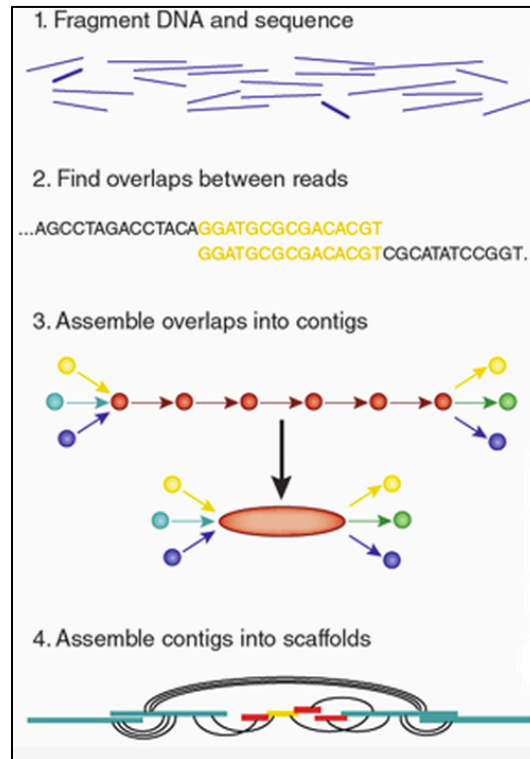 1. Fragment DNA and sequence
2. Find overlaps between reads
...AGCCTAGACCTACAGGATGCGCGACACGT
GGATGCGCGACACGTCGCATATCCGGT.
3. Assemble overlaps into contigs
4. Assemble contigs into scaffolds